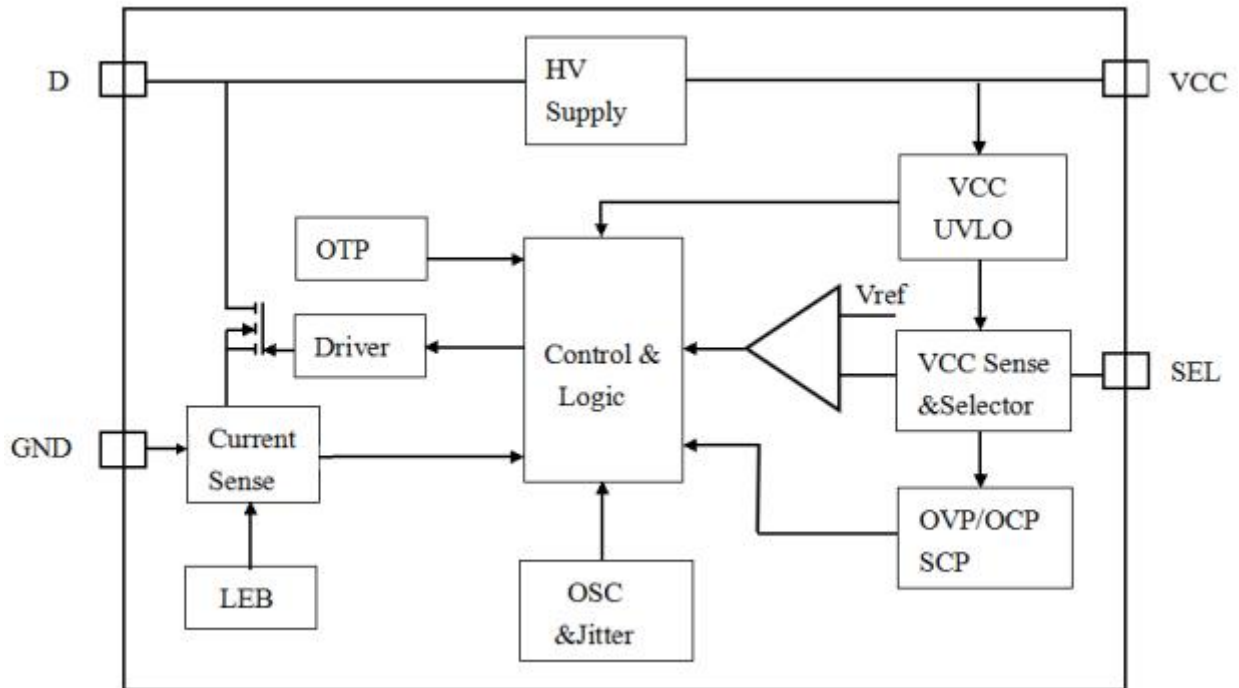 D
HV
Supply
VCC
VCC
UVLO
OTP
Vref
Driver
Control &
Logic
VCC Sense
&Selector
SEL
GND
Current
Sense
OVP/OCP
SCP
LEB
OSC
&Jitter